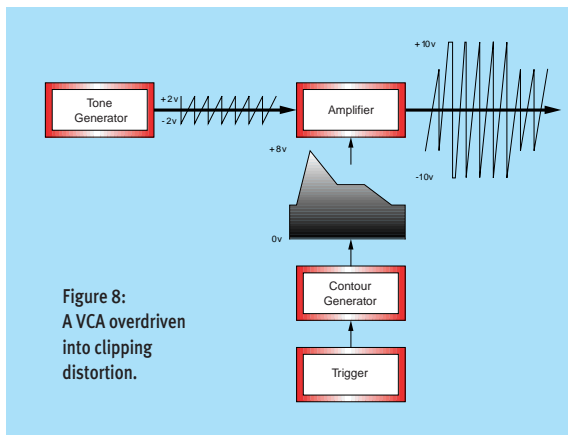 +10v
Tone
Generator
+2v
-2v
Amplifier
+8v
-10v
0v
Contour
Generator
Figure 8:
A VCA overdriven
into clipping
distortion.
Trigger